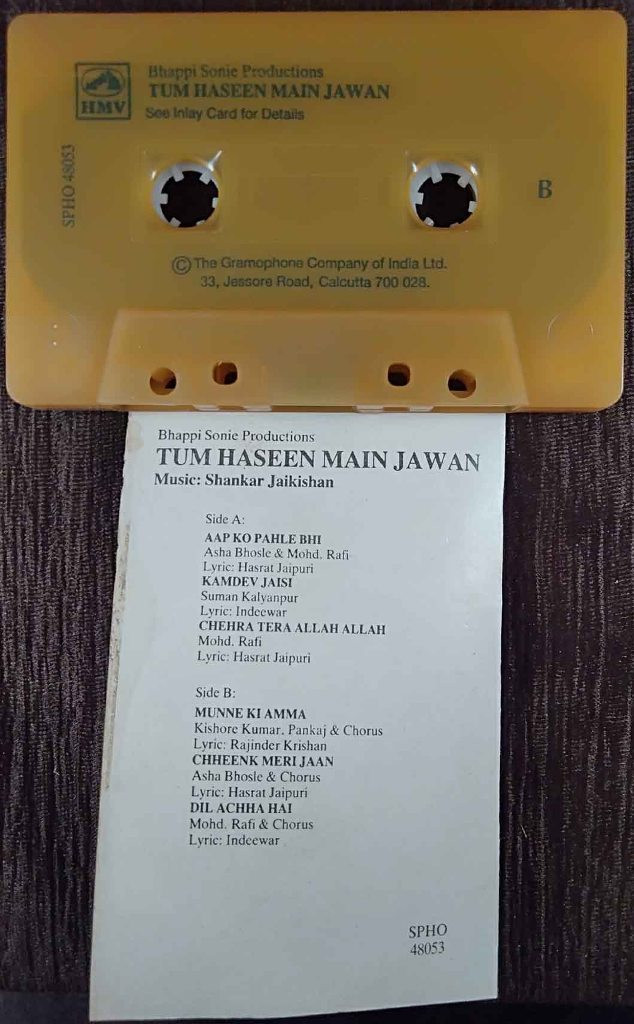 Bhappi Sonie Productions
TUM HASEEN MAIN JAWAN
HMV
See Inlay Card for Details
SPHO 48053
B
©The Gramophone Company of India Ltd.
33, Jessore Road, Calcutta 700 028.
Bhappi Sonie Productions
TUM HASEEN MAIN JAWAN
Music: Shankar Jaikishan
Side A:
AAP KO PAHLE BHI
Asha Bhosle & Mohd. Rafi
Lyric: Hasrat Jaipuri
KAMDEV JAISI
Suman Kalyanpur
Lyric: Indeewar
CHEHRA TERA ALLAH ALLAH
Mohd. Rafi
Lyric: Hasrat Jaipuri
Side B:
MUNNE KI AMMA
Kishore Kumar, Pankaj & Chorus
Lyric: Rajinder Krishan
CHHEENK MERI JAAN
Asha Bhosle & Chorus
Lyric: Hasrat Jaipuri
DIL ACHHA HAI
Mohd. Rafi & Chorus
Lyric: Indeewar
SPHO
48053